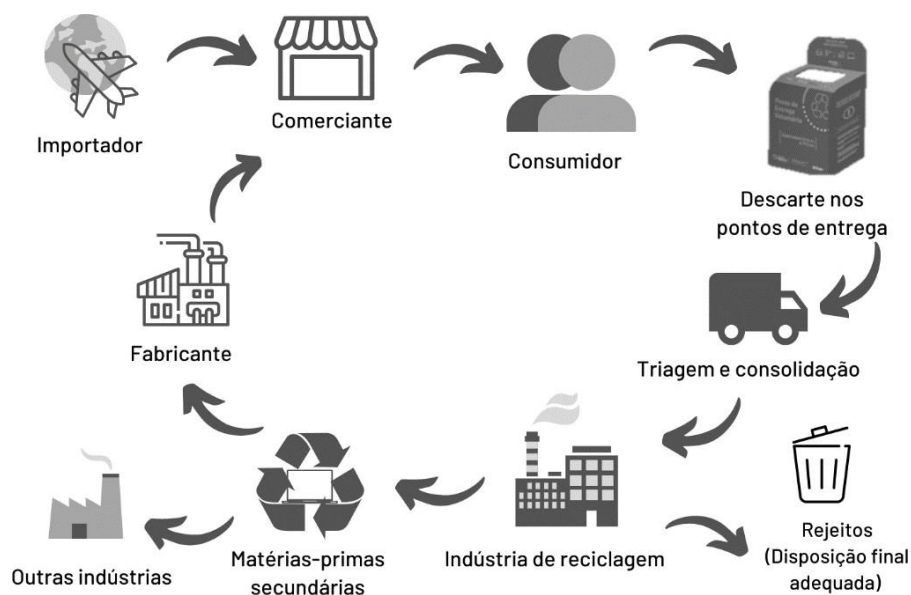 Importador
Comerciante
Consumidor
Descarte nos
pontos de entrega
Fabricante
Triagem e consolidação
Outras indústrias
Matérias-primas
secundárias
Indústria de reciclagem
Rejeitos
(Disposição final
adequada)